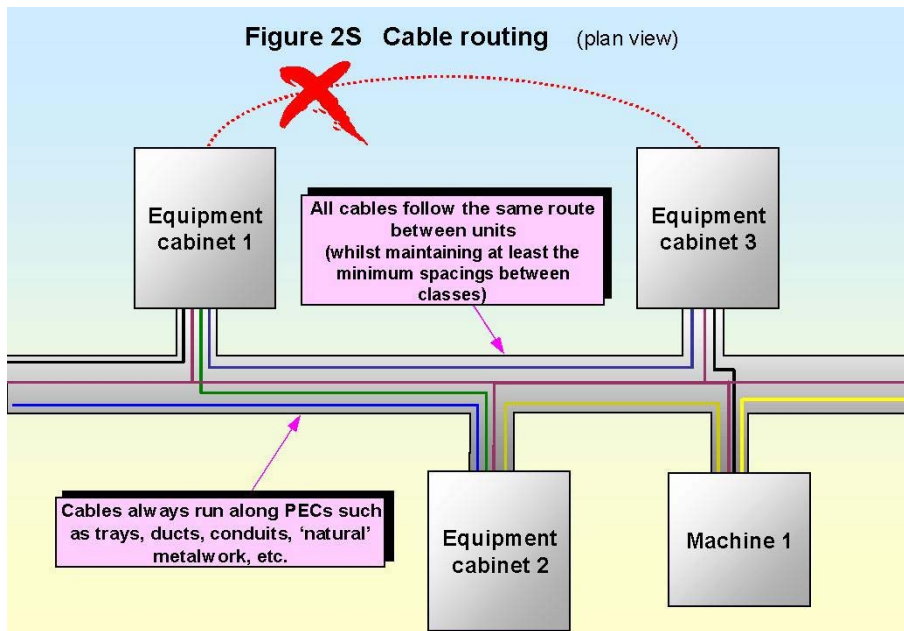 Figure 2S Cable routing (plan view)
Equipment
cabinet 1
All cables follow the same route
between units
(whilst maintaining at least the
minimum spacings between
classes)
Equipment
cabinet 3
Cables always run along PECs such
as trays, ducts, conduits, ‘natural’
metalwork, etc.
Equipment
cabinet 2
Machine 1